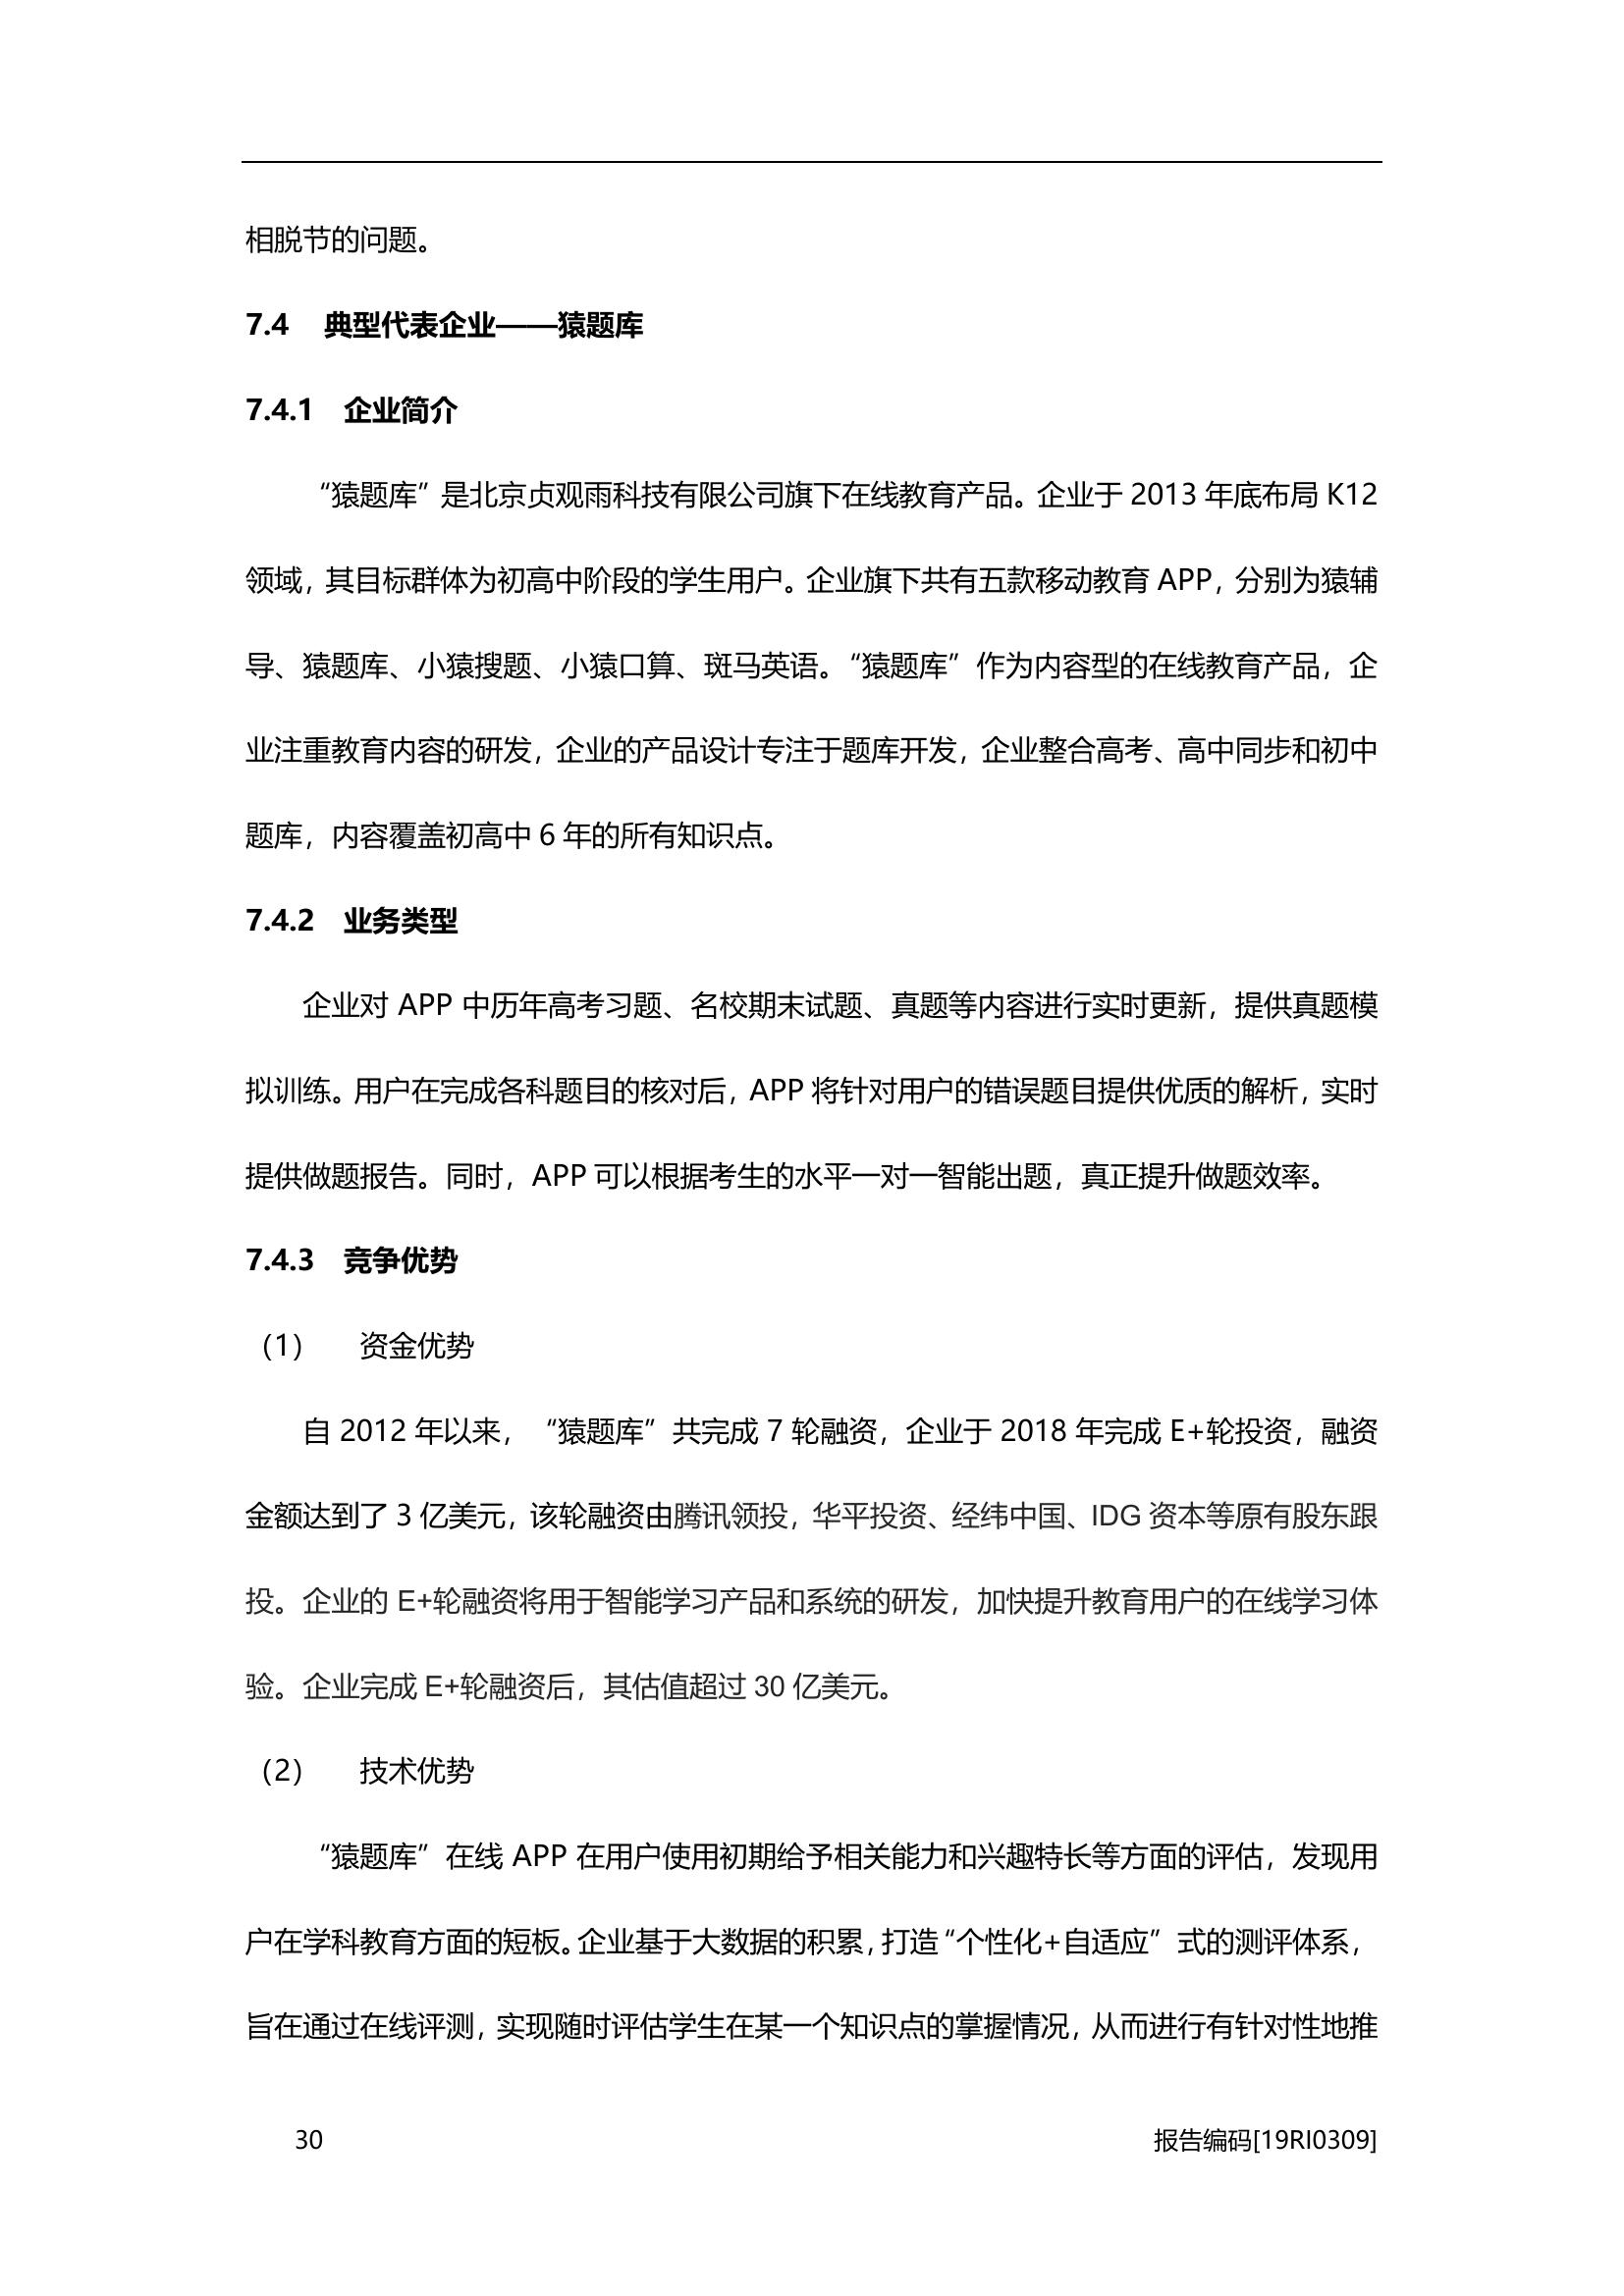 相脱节的问题。
7.4 典型代表企业——猿题库
7.4.1 企业简介
“猿题库”是北京贞观雨科技有限公司旗下在线教育产品。企业于 2013 年底布局 K12
领域，其目标群体为初高中阶段的学生用户。企业旗下共有五款移动教育 APP，分别为猿辅
导、猿题库、小猿搜题、小猿口算、斑马英语。“猿题库”作为内容型的在线教育产品，企
业注重教育内容的研发，企业的产品设计专注于题库开发，企业整合高考、高中同步和初中
题库，内容覆盖初高中 6 年的所有知识点。
7.4.2 业务类型
企业对 APP 中历年高考习题、名校期末试题、真题等内容进行实时更新，提供真题模
拟训练。用户在完成各科题目的核对后，APP 将针对用户的错误题目提供优质的解析，实时
提供做题报告。同时，APP 可以根据考生的水平一对一智能出题，真正提升做题效率。
7.4.3 竞争优势
（1） 资金优势
自 2012 年以来，“猿题库”共完成 7 轮融资，企业于 2018 年完成 E+轮投资，融资
金额达到了 3 亿美元，该轮融资由腾讯领投，华平投资、经纬中国、IDG 资本等原有股东跟
投。企业的 E+轮融资将用于智能学习产品和系统的研发，加快提升教育用户的在线学习体
验。企业完成 E+轮融资后，其估值超过 30 亿美元。
（2） 技术优势
“猿题库”在线 APP 在用户使用初期给予相关能力和兴趣特长等方面的评估，发现用
户在学科教育方面的短板。企业基于大数据的积累，打造“个性化+自适应”式的测评体系，
旨在通过在线评测，实现随时评估学生在某一个知识点的掌握情况，从而进行有针对性地推
30 报告编码[19RI0309]